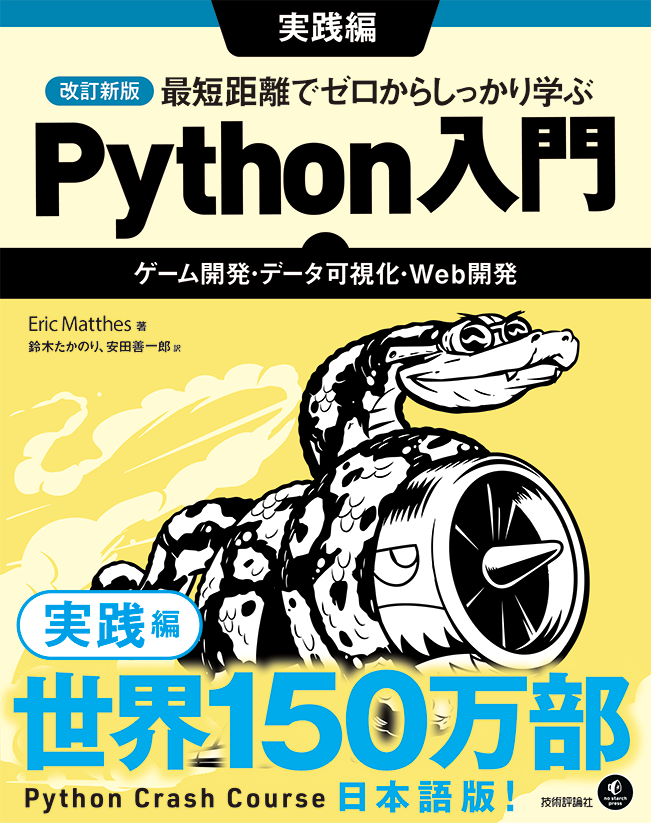 実践編
改訂新版 最短距離でゼロからしっかり学ぶ
Python入門
ゲーム開発・データ可視化・Web開発
Eric Matthes 著
鈴木たかのり、安田善一郎 訳
実践編
世界150万部
Python Crash Course 日本語版！
技術評論社
no starch press